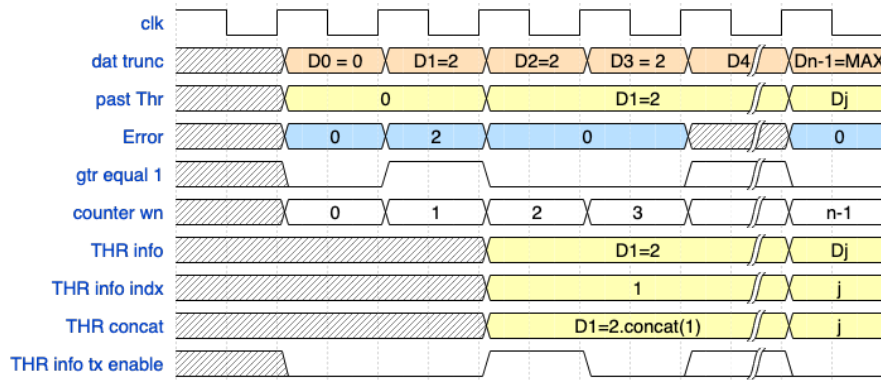 clk
dat trunc D0 = 0 D1=2 D2=2 D3 = 2 D4 Dn-1=MAX
past Thr 0 D1=2 Dj
Error 0 2 0 0
gtr equal 1
counter wn 0 1 2 3 n-1
THR info D1=2 Dj
THR info indx 1 j
THR concat D1=2.concat(1) j
THR info tx enable